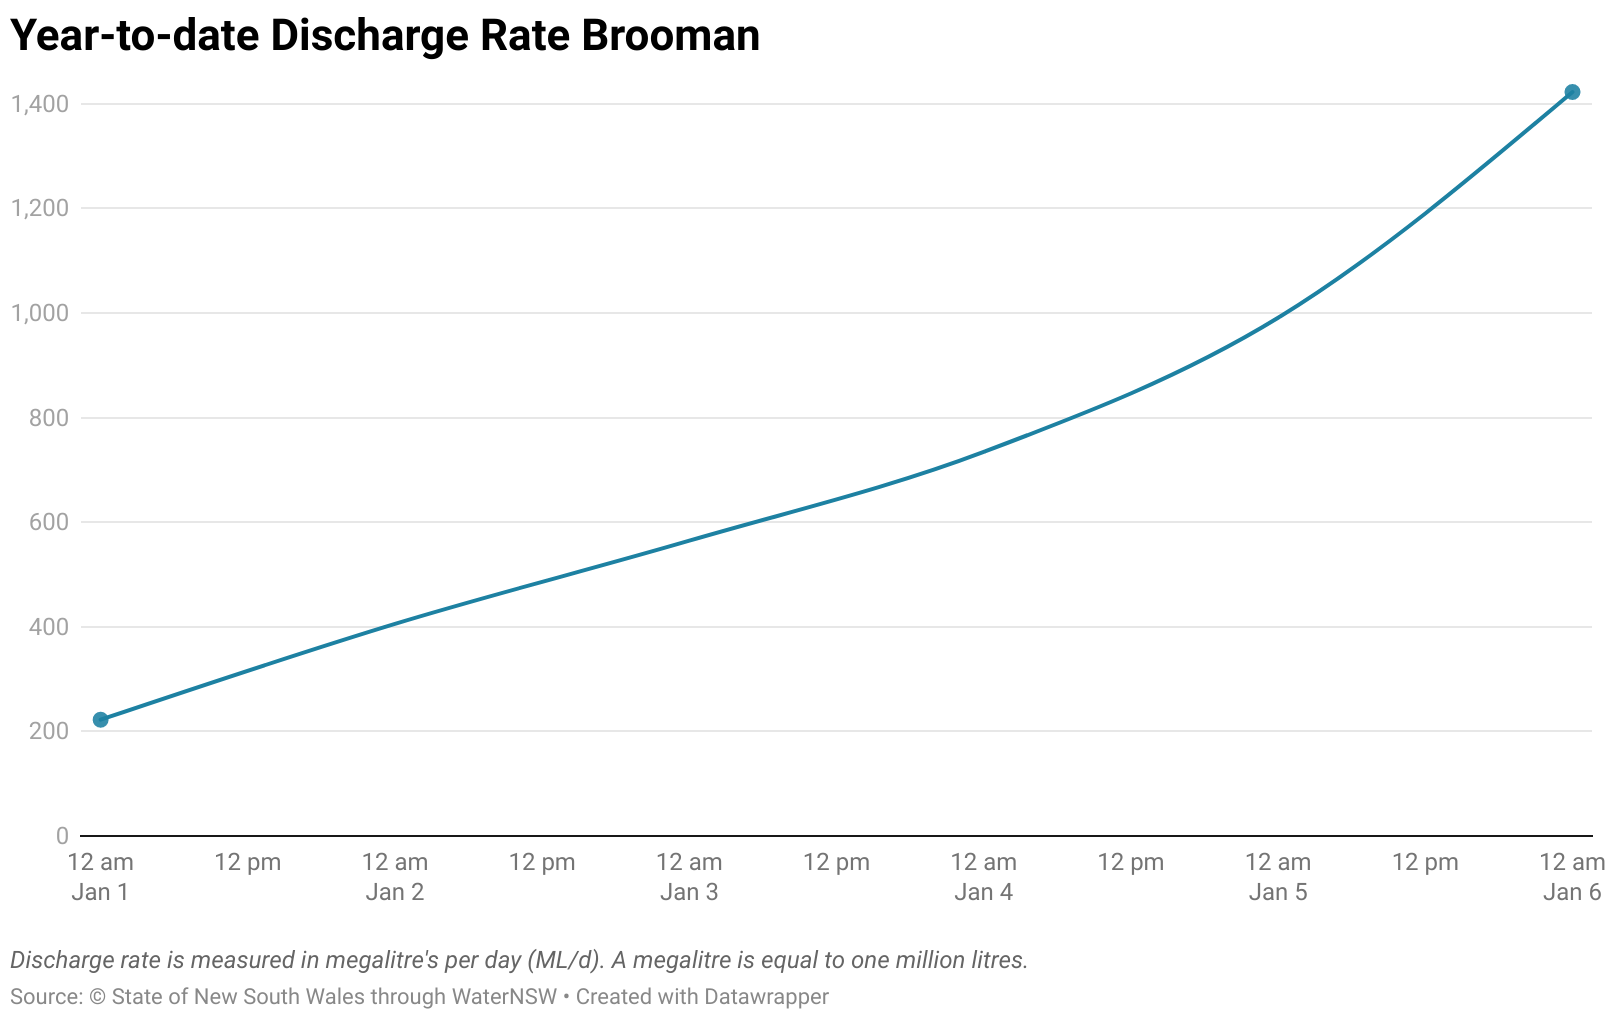 Year-to-date Discharge Rate Brooman
1,400
1,200
1,000
800
600
400
200
0
12 am 12 pm 12 am 12 pm 12 am 12 pm 12 am 12 pm 12 am 12 pm 12 am
Jan 1 Jan 2 Jan 3 Jan 4 Jan 5 Jan 6
Discharge rate is measured in megalitre's per day (ML/d). A megalitre is equal to one million litres.
Source: © State of New South Wales through WaterNSW • Created with Datawrapper